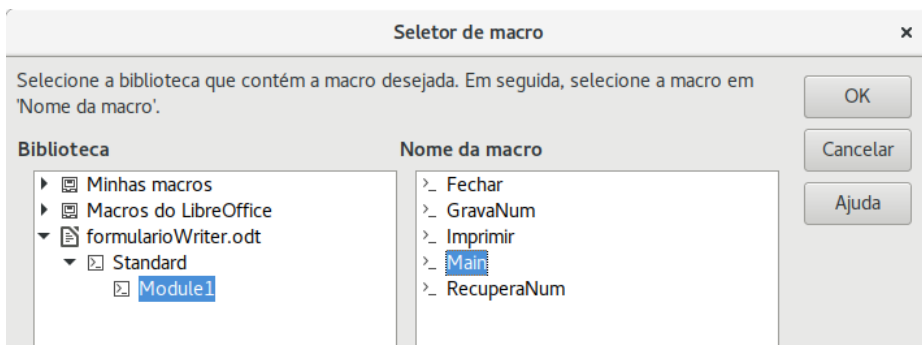 Seletor de macro
Selecione a biblioteca que contém a macro desejada. Em seguida, selecione a macro em
'Nome da macro'.
OK
Cancelar
Ajuda
Biblioteca
Minhas macros
Macros do LibreOffice
formularioWriter.odt
Standard
Module1
Nome da macro
Fechar
GravaNum
Imprimir
Main
RecuperaNum